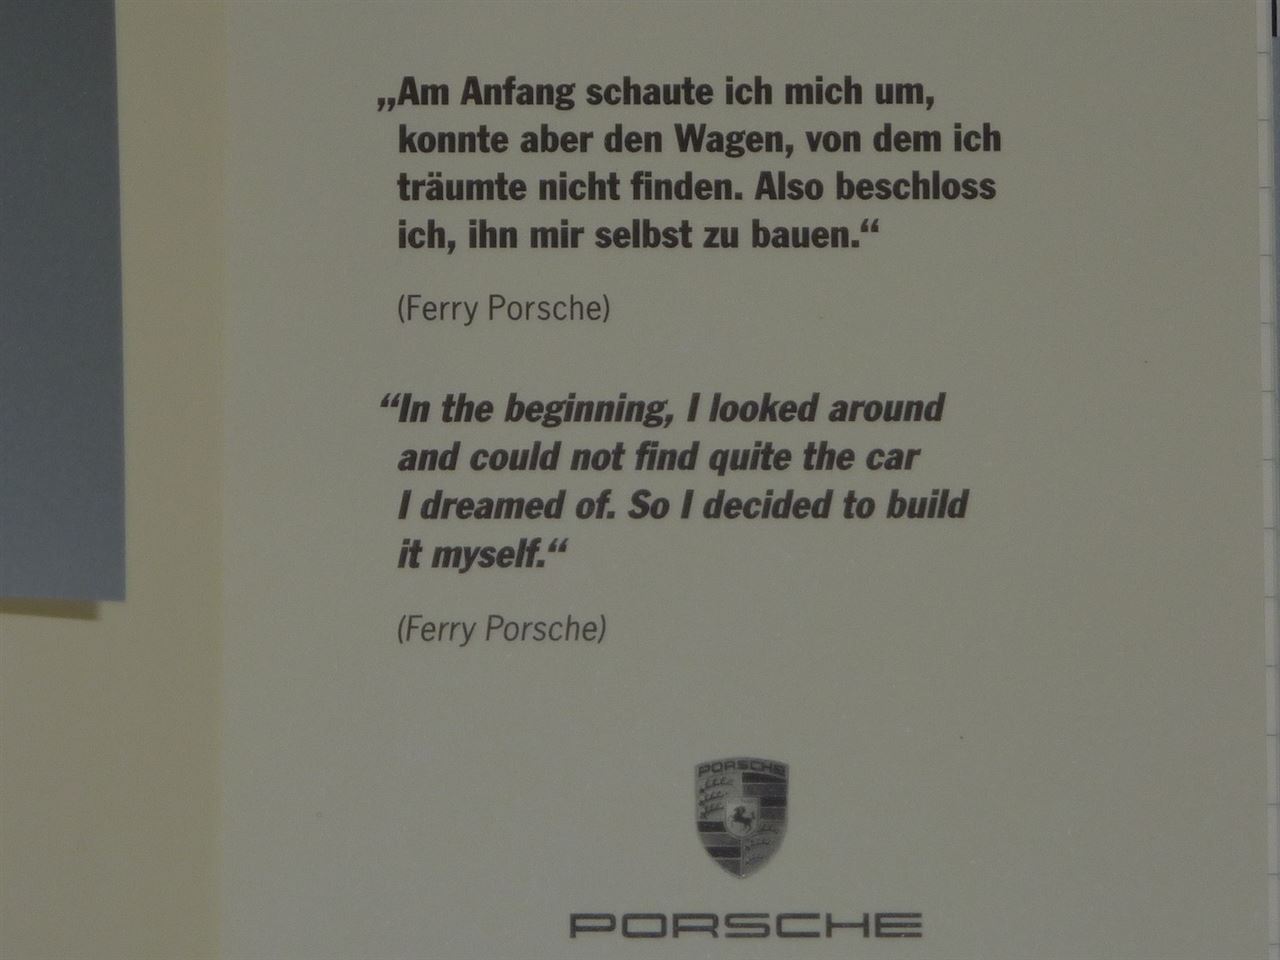 „Am Anfang schaute ich mich um,
konnte aber den Wagen, von dem ich
träumte nicht finden. Also beschloss
ich, ihn mir selbst zu bauen.“
(Ferry Porsche)
“In the beginning, I looked around
and could not find quite the car
I dreamed of. So I decided to build
it myself.“
(Ferry Porsche)
PORSCHE
PORSCHE